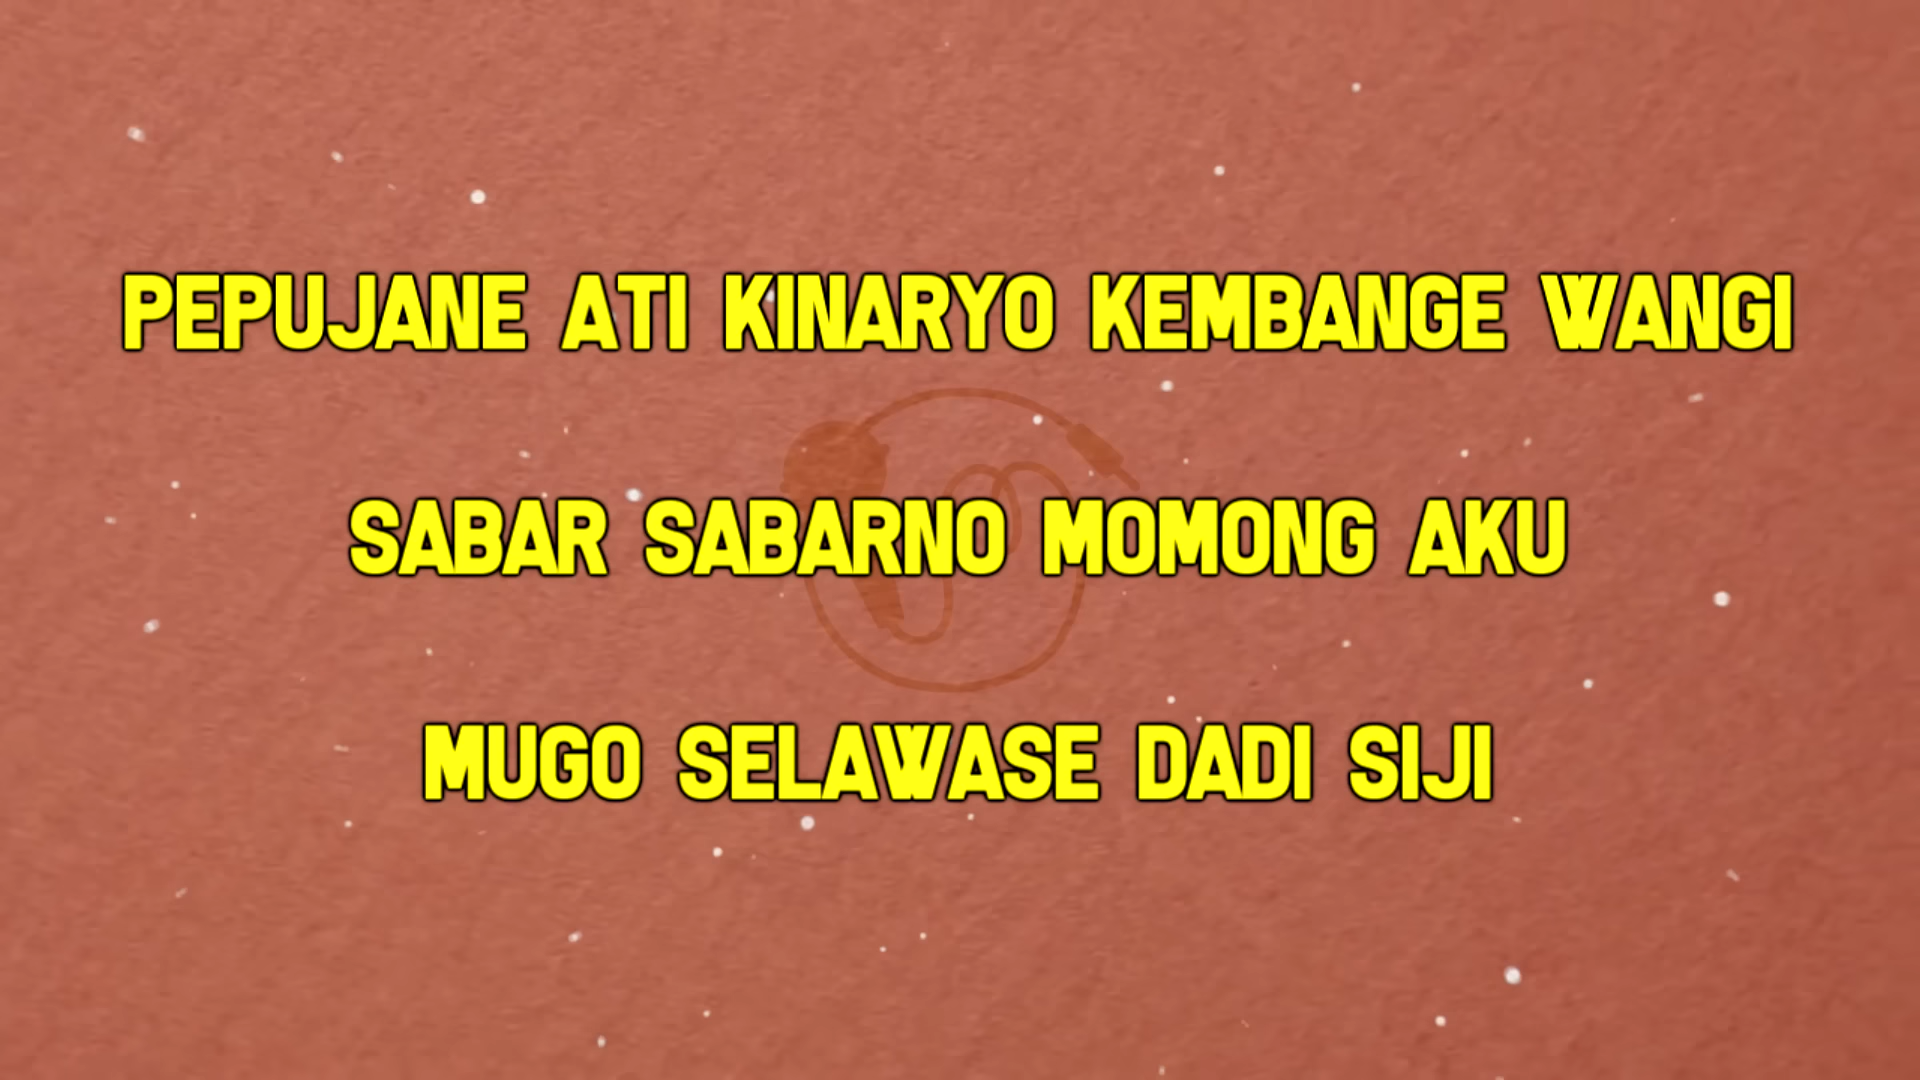 PEPUJANE ATI KINARYO KEMBANGE WANGI
SABAR SABARNO MOMONG AKU
MUGO SELAWASE DADI SIJI